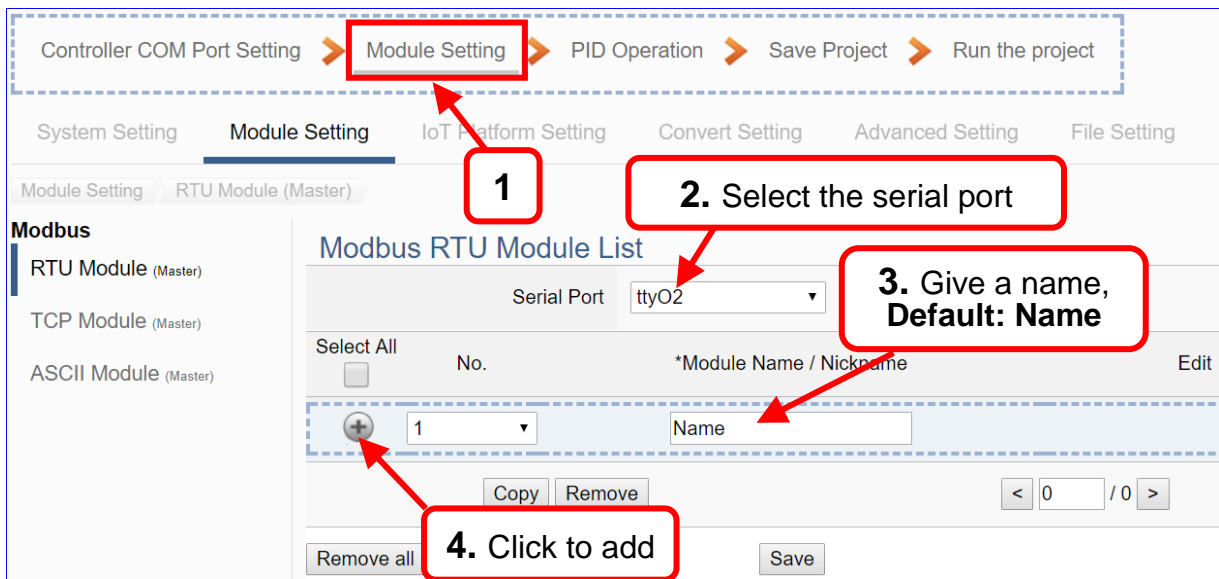 Controller COM Port Setting Module Setting PID Operation Save Project Run the project
System Setting Module Setting IoT Platform Setting Convert Setting Advanced Setting File Setting
1
2. Select the serial port
Module Setting RTU Module (Master)
Modbus
RTU Module (Master)
TCP Module (Master)
ASCII Module (Master)
Modbus RTU Module List
3. Give a name,
Default: Name
Serial Port ttyO2
Select All
No. *Module Name / Nickname Edit
1 Name
Copy Remove < 0 / 0 >
4. Click to add
Remove all Save